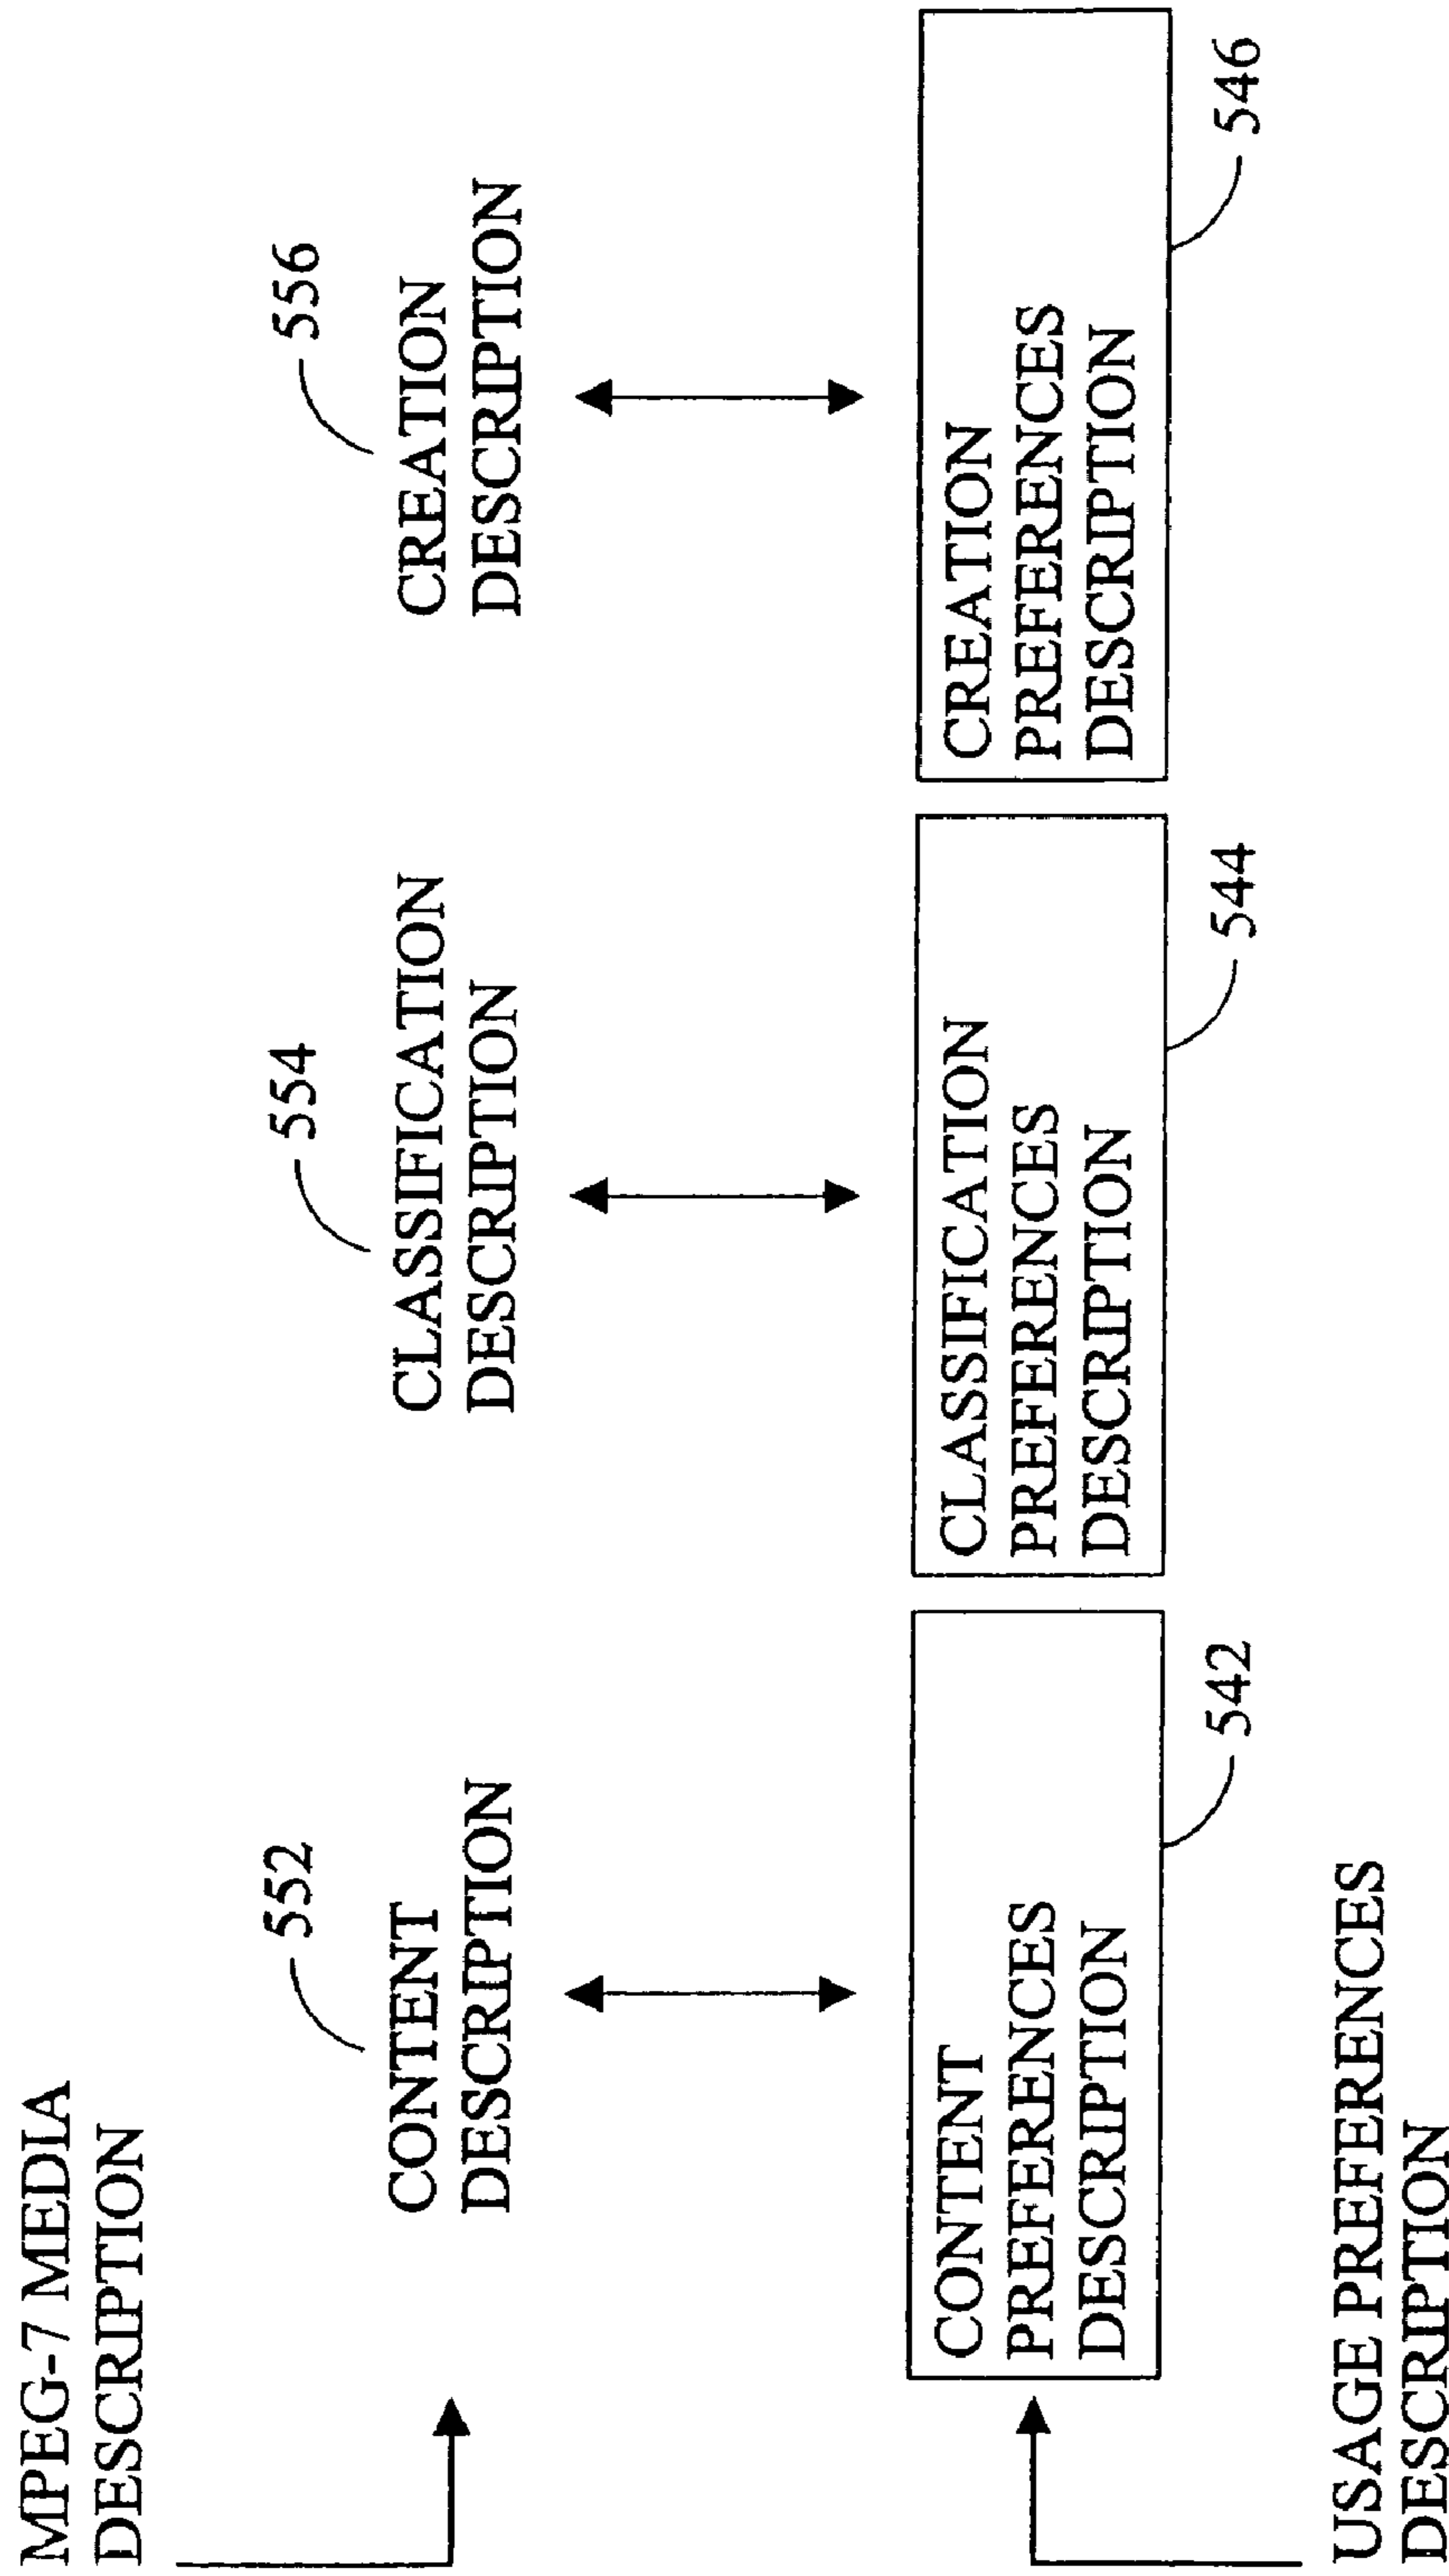 MPEG-7 MEDIA
DESCRIPTION
552
CONTENT
DESCRIPTION
554
CLASSIFICATION
DESCRIPTION
556
CREATION
DESCRIPTION
CONTENT
PREFERENCES
DESCRIPTION
542
CLASSIFICATION
PREFERENCES
DESCRIPTION
544
CREATION
PREFERENCES
DESCRIPTION
546
USAGE PREFERENCES
DESCRIPTION